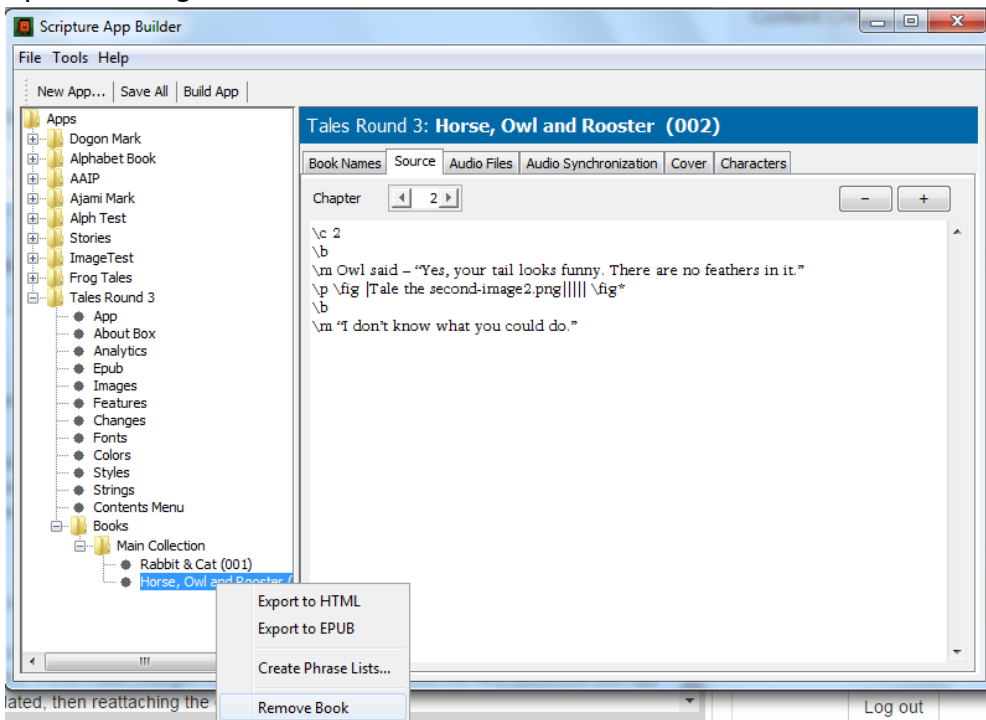 Scripture App Builder
File Tools Help
New App... Save All Build App
Apps
Dogon Mark
Alphabet Book
AAIP
Ajami Mark
Alph Test
Stories
ImageTest
Frog Tales
Tales Round 3
App
About Box
Analytics
Epub
Images
Features
Changes
Fonts
Colors
Styles
Strings
Contents Menu
Books
Main Collection
Rabbit & Cat (001)
Horse, Owl and Rooster (
Tales Round 3: Horse, Owl and Rooster (002)
Book Names Source Audio Files Audio Synchronization Cover Characters
Chapter 2 - +
\c 2
\b
\m Owl said – “Yes, your tail looks funny. There are no feathers in it.”
\p \fig |Tale the second-image2.png||||| \fig*
\b
\m “I don’t know what you could do.”
Export to HTML
Export to EPUB
Create Phrase Lists...
Remove Book
lated, then reattaching the
Log out